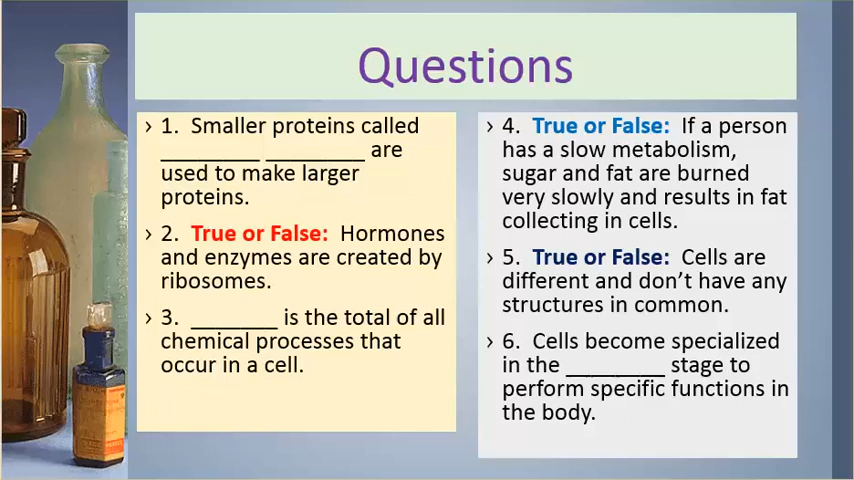 Questions
› 1. Smaller proteins called
_________ _________ are
used to make larger
proteins.
› 2. True or False: Hormones
and enzymes are created by
ribosomes.
› 3. ________ is the total of all
chemical processes that
occur in a cell.
› 4. True or False: If a person
has a slow metabolism,
sugar and fat are burned
very slowly and results in fat
collecting in cells.
› 5. True or False: Cells are
different and don’t have any
structures in common.
› 6. Cells become specialized
in the _________ stage to
perform specific functions in
the body.